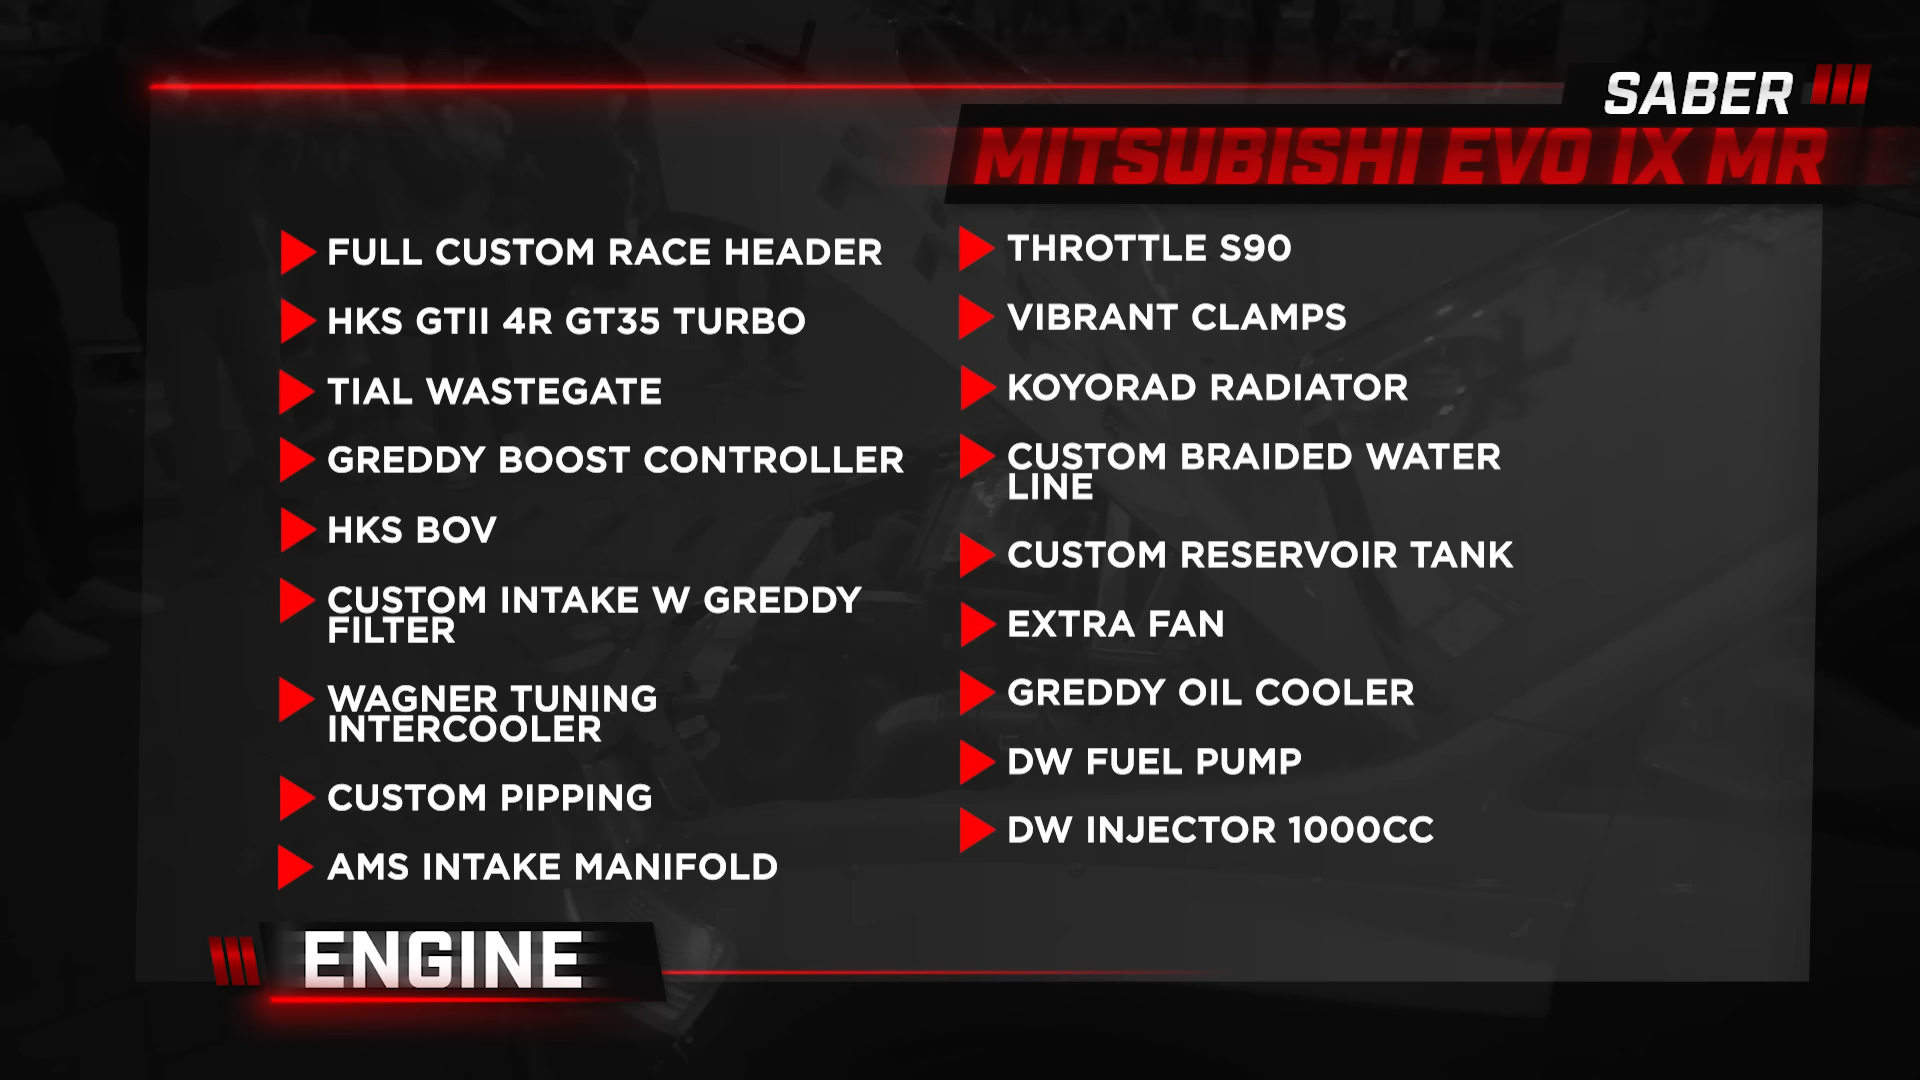 SABER
MITSUBISHI EVO IX MR
FULL CUSTOM RACE HEADER
HKS GTII 4R GT35 TURBO
TIAL WASTEGATE
GREDDY BOOST CONTROLLER
HKS BOV
CUSTOM INTAKE W GREDDY
FILTER
WAGNER TUNING
INTERCOOLER
CUSTOM PIPPING
AMS INTAKE MANIFOLD
THROTTLE S90
VIBRANT CLAMPS
KOYORAD RADIATOR
CUSTOM BRAIDED WATER
LINE
CUSTOM RESERVOIR TANK
EXTRA FAN
GREDDY OIL COOLER
DW FUEL PUMP
DW INJECTOR 1000CC
ENGINE